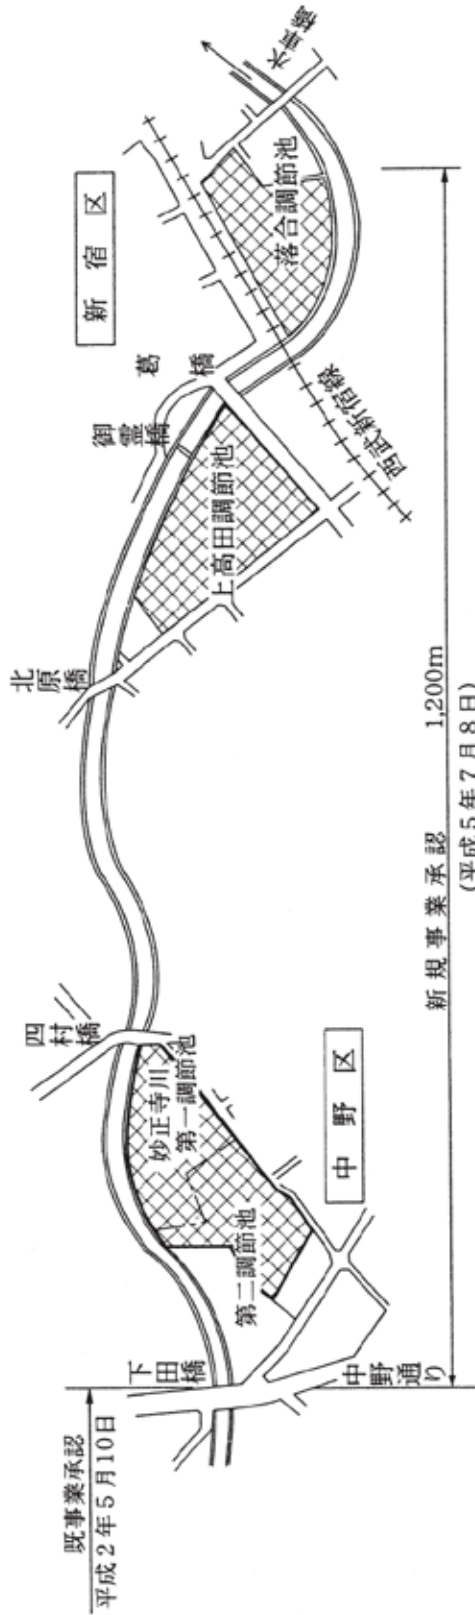 既事業承認
平成2年5月10日
下田橋
中野通り
第二調節池
妙正寺川
第一調節池
四村橋
中野区
北原橋
上高田調節池
御霊橋
葛橋
新宿区
西武新宿線
落合調節池
水車橋
新規事業承認 1,200m
(平成5年7月8日)